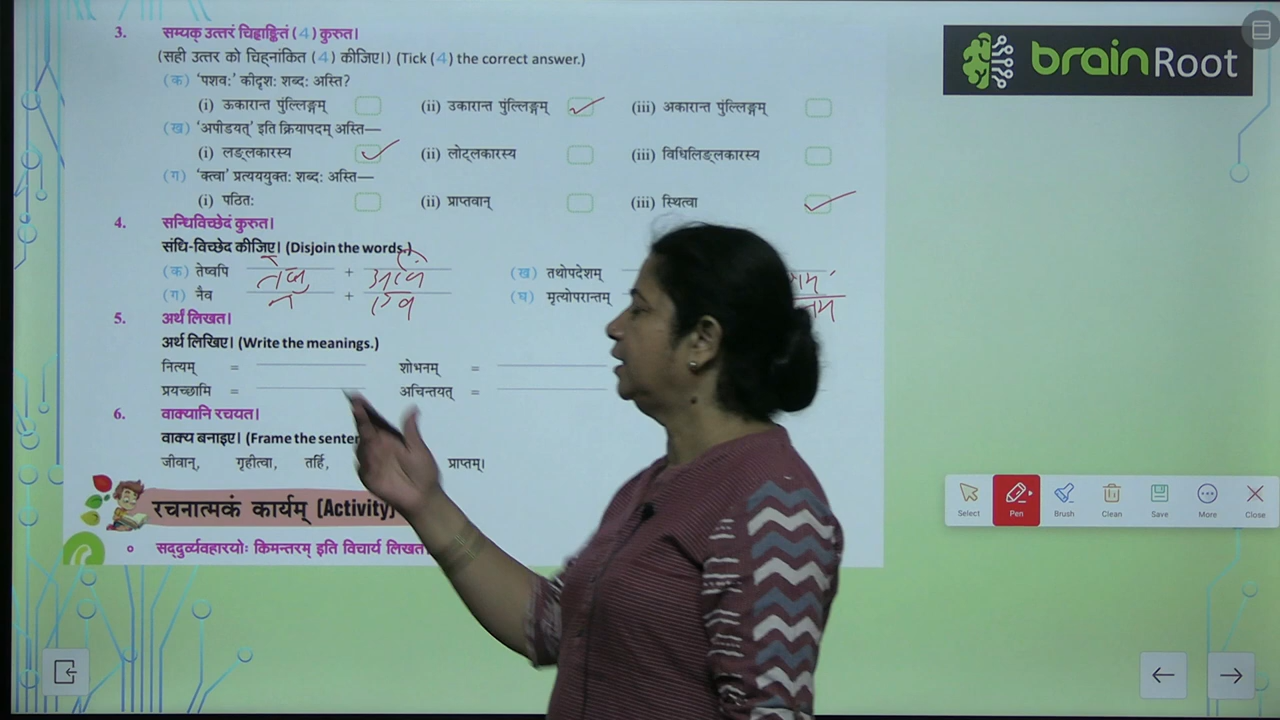 3. सम्यक् उत्तरं चिह्नाङ्कितं (4) कुरुत।
(सही उत्तर को चिह्नांकित (4) कीजिए।) (Tick (4) the correct answer.)
(क) 'पशवः' कीदृशः शब्दः अस्ति?
(i) ऊकारान्त पुंल्लिङ्गम् (ii) उकारान्त पुंल्लिङ्गम् (iii) अकारान्त पुंल्लिङ्गम्
(ख) 'अपीडयत्' इति क्रियापदम् अस्ति—
(i) लङ्लकारस्य (ii) लोट्लकारस्य (iii) विधिलिङ्लकारस्य
(ग) 'क्त्वा' प्रत्यययुक्तः शब्दः अस्ति—
(i) पठितः (ii) प्राप्तवान् (iii) स्थित्वा
4. सन्धिविच्छेदं कुरुत।
संधि-विच्छेद कीजिए। (Disjoin the words.)
(क) तेष्वपि तेषु + अपि (ख) तथोपदेशम्
(ग) नैव न + एव (घ) मृत्योपरान्तम्
5. अर्थं लिखत।
अर्थ लिखिए। (Write the meanings.)
नित्यम् = शोभनम् =
प्रयच्छामि = अचिन्तयत् =
6. वाक्यानि रचयत।
वाक्य बनाइए। (Frame the senten
जीवान्, गृहीत्वा, तर्हि, प्राप्तम्।
रचनात्मकं कार्यम् (Activity)
सद्दुर्व्यवहारयोः किमन्तरम् इति विचार्य लिखत
brainRoot
Select Pen Brush Clean Save More Close